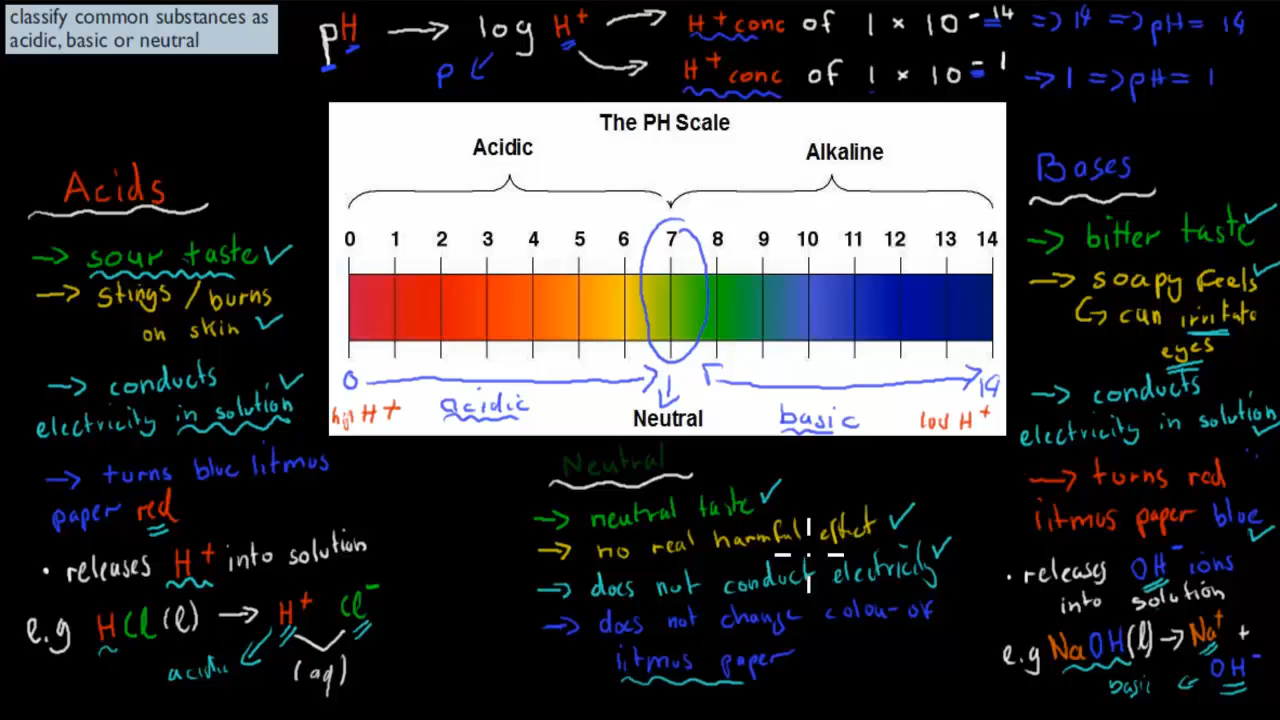 classify common substances as
acidic, basic or neutral
pH → log H⁺ → H⁺ conc of 1 × 10⁻¹⁴ ⇒ 14 ⇒ pH = 14
p
H⁺ conc of 1 × 10⁻¹ → 1 ⇒ pH = 1
The PH Scale
Acidic
Alkaline
0 1 2 3 4 5 6 7 8 9 10 11 12 13 14
0
14
high H⁺
acidic
Neutral
basic
low H⁺
Acids
→ sour taste ✓
→ stings / burns
on skin ✓
→ conducts ✓
electricity in solution
→ turns blue litmus
paper red
• releases H⁺ into solution
e.g HCl (l) → H⁺ Cl⁻
acidic
(aq)
Neutral
→ neutral taste ✓
→ no real harmful effect ✓
→ does not conduct electricity ✓
→ does not change colour of
litmus paper
Bases
→ bitter taste ✓
→ soapy feels ✓
↪ can irritate
eyes
→ conducts
electricity in solution ✓
→ turns red
litmus paper blue ✓
• releases OH⁻ ions
into solution
e.g NaOH (l) → Na⁺ +
basic ← OH⁻